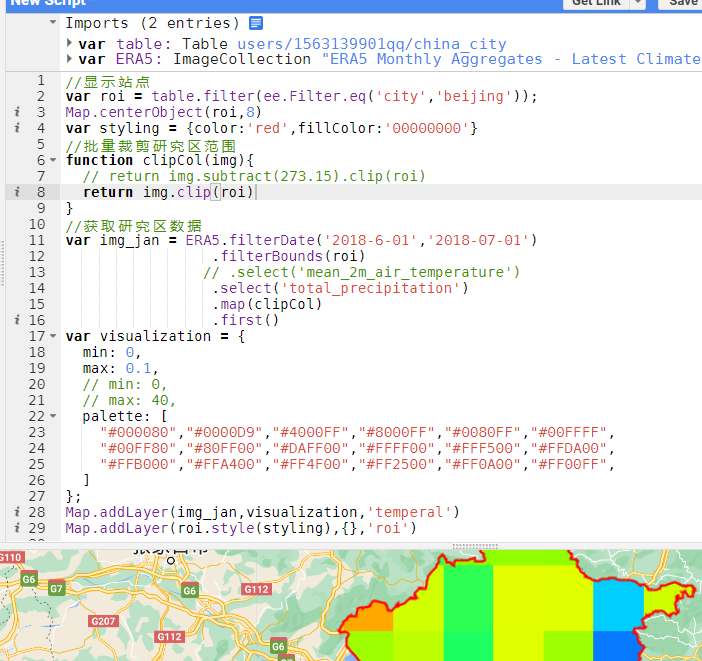 New Script
Get Link
Save
Imports (2 entries)
var table: Table users/1563139901qq/china_city
var ERA5: ImageCollection "ERA5 Monthly Aggregates - Latest Climate
1 //显示站点
2 var roi = table.filter(ee.Filter.eq('city','beijing'));
3 Map.centerObject(roi,8)
4 var styling = {color:'red',fillColor:'00000000'}
5 //批量裁剪研究区范围
6 function clipCol(img){
7 // return img.subtract(273.15).clip(roi)
8 return img.clip(roi)
9 }
10 //获取研究区数据
11 var img_jan = ERA5.filterDate('2018-6-01','2018-07-01')
12 .filterBounds(roi)
13 // .select('mean_2m_air_temperature')
14 .select('total_precipitation')
15 .map(clipCol)
16 .first()
17 var visualization = {
18 min: 0,
19 max: 0.1,
20 // min: 0,
21 // max: 40,
22 palette: [
23 "#000080","#0000D9","#4000FF","#8000FF","#0080FF","#00FFFF",
24 "#00FF80","#80FF00","#DAFF00","#FFFF00","#FFF500","#FFDA00",
25 "#FFB000","#FFA400","#FF4F00","#FF2500","#FF0A00","#FF00FF",
26 ]
27 };
28 Map.addLayer(img_jan,visualization,'temperal')
29 Map.addLayer(roi.style(styling),{},'roi')
G110
G6
G7
G6
G112
G207
G112
G6